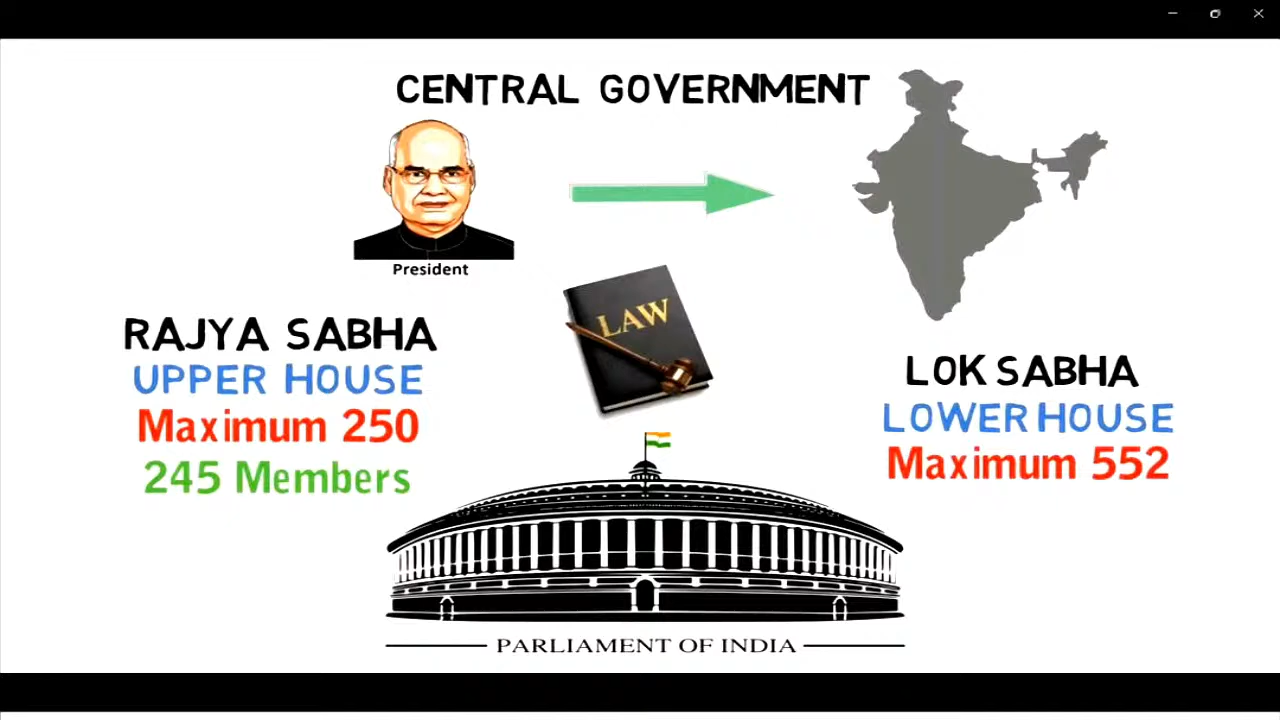 CENTRAL GOVERNMENT
President
LAW
RAJYA SABHA
UPPER HOUSE
Maximum 250
245 Members
LOK SABHA
LOWER HOUSE
Maximum 552
PARLIAMENT OF INDIA